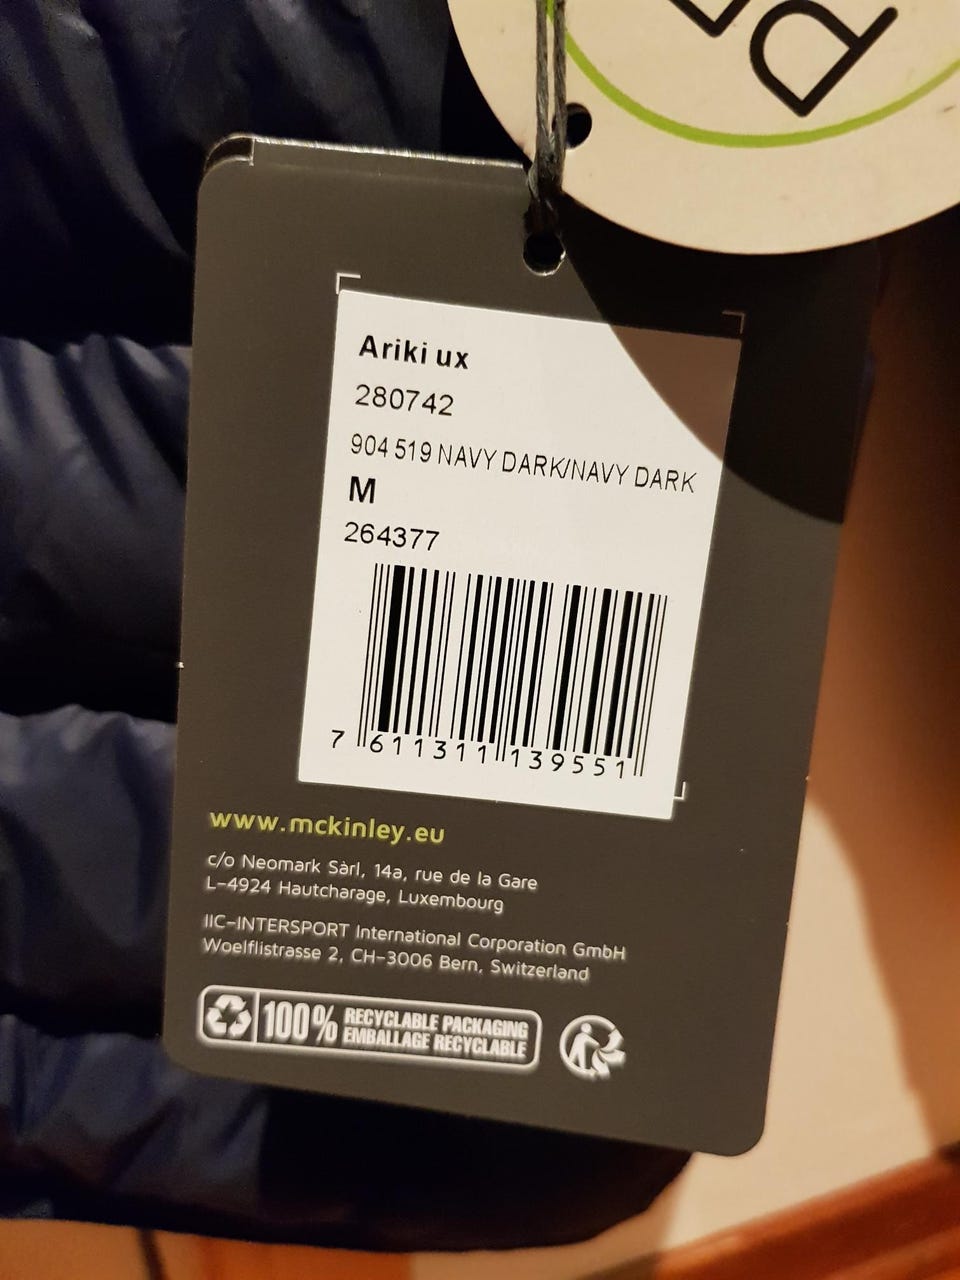 Ariki ux
280742
904 519 NAVY DARK/NAVY DARK
M
264377
7 611311 139551
www.mckinley.eu
c/o Neomark Sàrl, 14a, rue de la Gare
L-4924 Hautcharage, Luxembourg
IIC-INTERSPORT International Corporation GmbH
Woelflistrasse 2, CH-3006 Bern, Switzerland
100% RECYCLABLE PACKAGING
EMBALLAGE RECYCLABLE